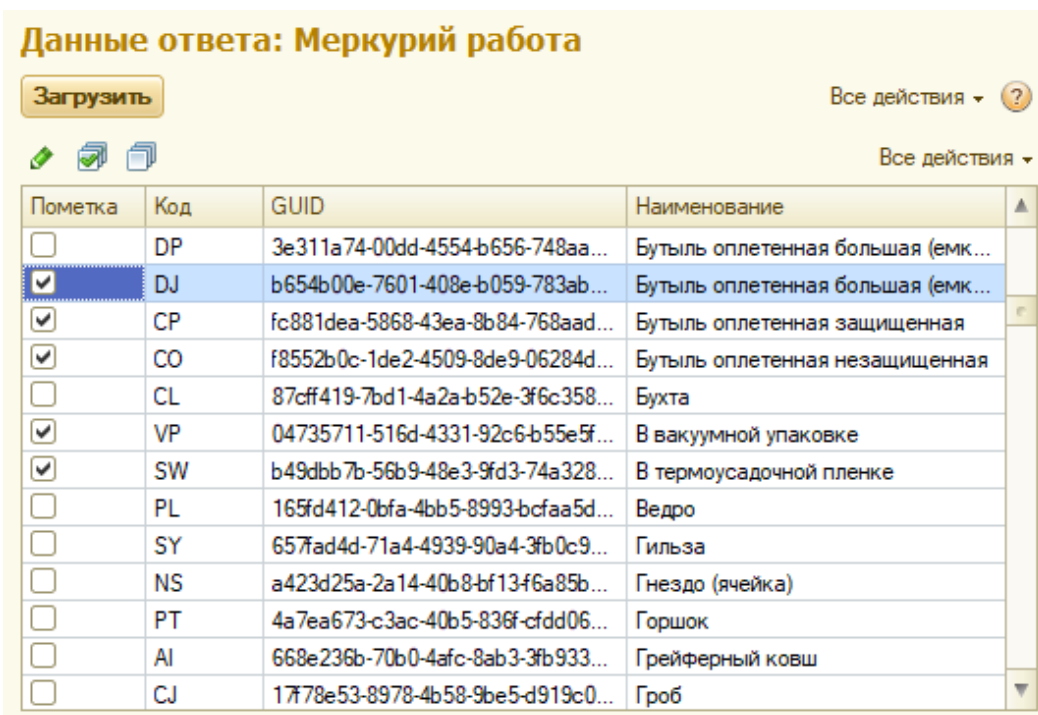 Данные ответа: Меркурий работа
Загрузить Все действия ?
Все действия
Пометка Код GUID Наименование
DP 3e311a74-00dd-4554-b656-748aa... Бутыль оплетенная большая (емк...
DJ b654b00e-7601-408e-b059-783ab... Бутыль оплетенная большая (емк...
CP fc881dea-5868-43ea-8b84-768aad... Бутыль оплетенная защищенная
CO f8552b0c-1de2-4509-8de9-06284d... Бутыль оплетенная незащищенная
CL 87cff419-7bd1-4a2a-b52e-3f6c358... Бухта
VP 04735711-516d-4331-92c6-b55e5f... В вакуумной упаковке
SW b49dbb7b-56b9-48e3-9fd3-74a328... В термоусадочной пленке
PL 165fd412-0bfa-4bb5-8993-bcfaa5d... Ведро
SY 657fad4d-71a4-4939-90a4-3fb0c9... Гильза
NS a423d25a-2a14-40b8-bf13-f6a85b... Гнездо (ячейка)
PT 4a7ea673-c3ac-40b5-836f-cfdd06... Горшок
AI 668e236b-70b0-4afc-8ab3-3fb933... Грейферный ковш
CJ 17f78e53-8978-4b58-9be5-d919c0... Гроб